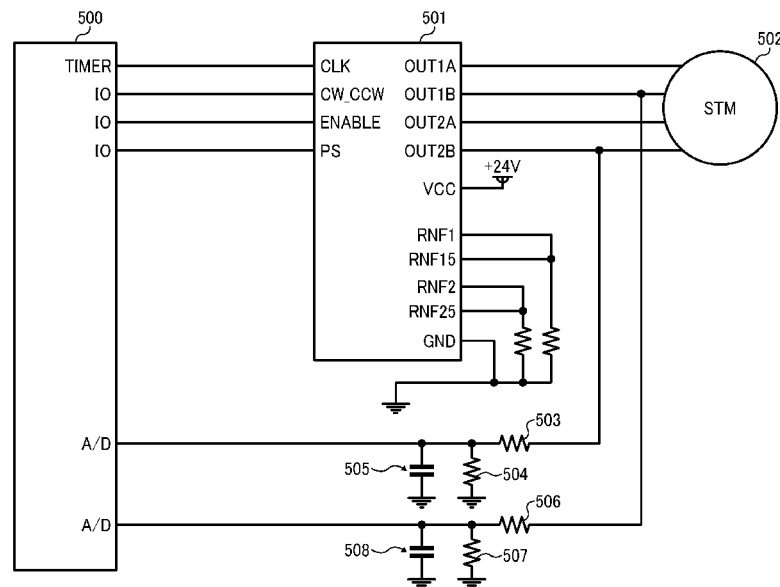 500
501
502
TIMER
CLK
OUT1A
IO
CW_CCW
OUT1B
STM
IO
ENABLE
OUT2A
IO
PS
OUT2B
+24V
VCC
RNF1
RNF15
RNF2
RNF25
GND
503
A/D
505
504
506
A/D
508
507